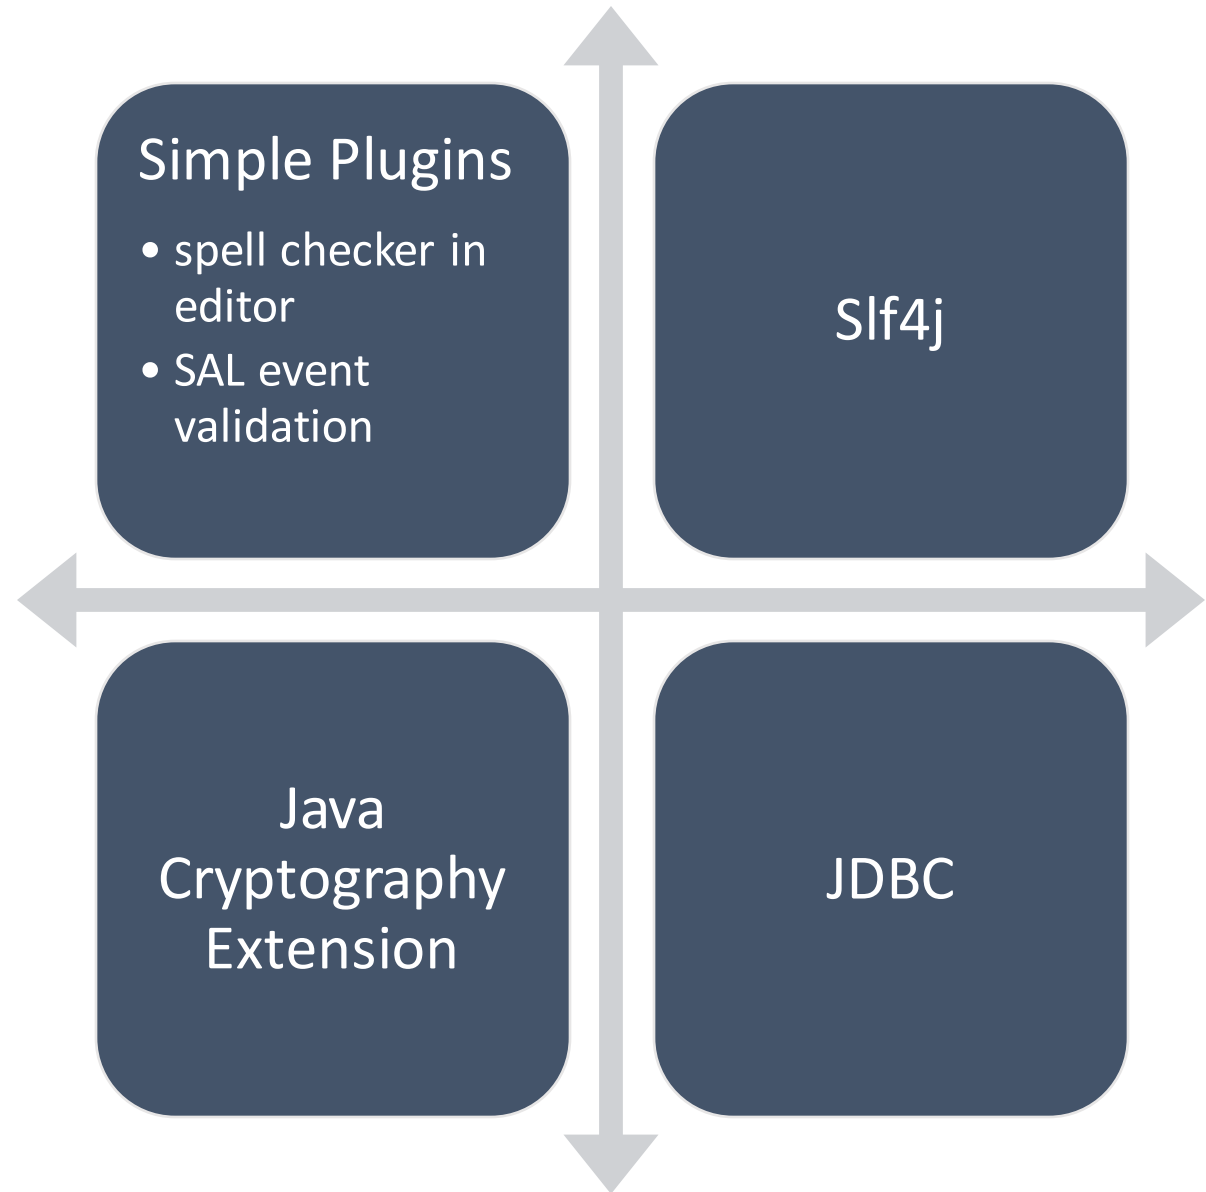 Simple Plugins
• spell checker in
editor
• SAL event
validation
Slf4j
Java
Cryptography
Extension
JDBC